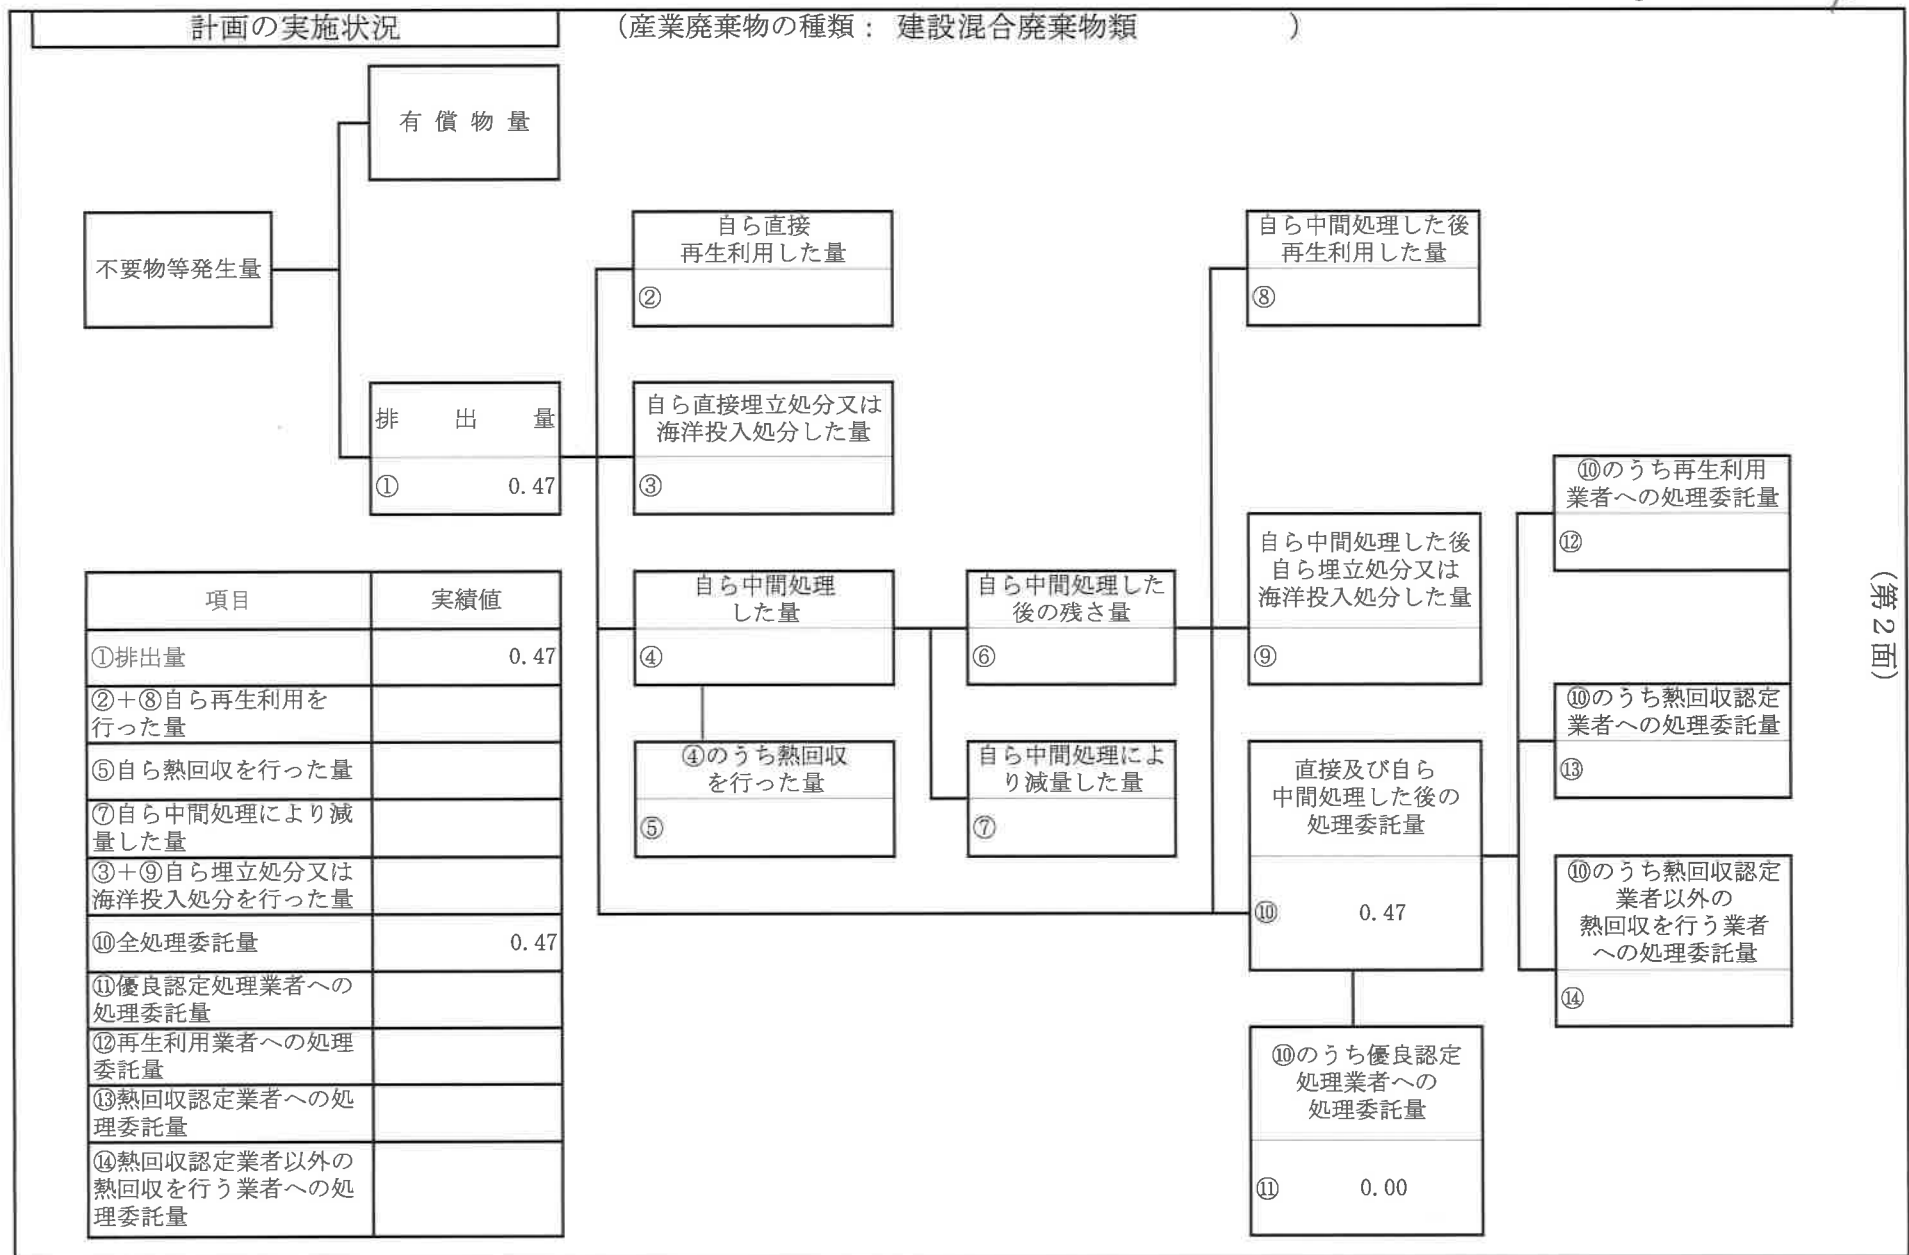 計画の実施状況
(産業廃棄物の種類: 建設混合廃棄物類 )
有償物量
不要物等発生量
排出量
① 0.47
自ら直接
再生利用した量
②
自ら直接埋立処分又は
海洋投入処分した量
③
自ら中間処理
した量
④
④のうち熱回収
を行った量
⑤
自ら中間処理した
後の残さ量
⑥
自ら中間処理によ
り減量した量
⑦
自ら中間処理した後
再生利用した量
⑧
自ら中間処理した後
自ら埋立処分又は
海洋投入処分した量
⑨
直接及び自ら
中間処理した後の
処理委託量
⑩ 0.47
⑩のうち優良認定
処理業者への
処理委託量
⑪ 0.00
⑩のうち再生利用
業者への処理委託量
⑫
⑩のうち熱回収認定
業者への処理委託量
⑬
⑩のうち熱回収認定
業者以外の
熱回収を行う業者
への処理委託量
⑭
項目 実績値
①排出量 0.47
②+⑧自ら再生利用を
行った量
⑤自ら熱回収を行った量
⑦自ら中間処理により減
量した量
③+⑨自ら埋立処分又は
海洋投入処分を行った量
⑩全処理委託量 0.47
⑪優良認定処理業者への
処理委託量
⑫再生利用業者への処理
委託量
⑬熱回収認定業者への処
理委託量
⑭熱回収認定業者以外の
熱回収を行う業者への処
理委託量
(第2面)